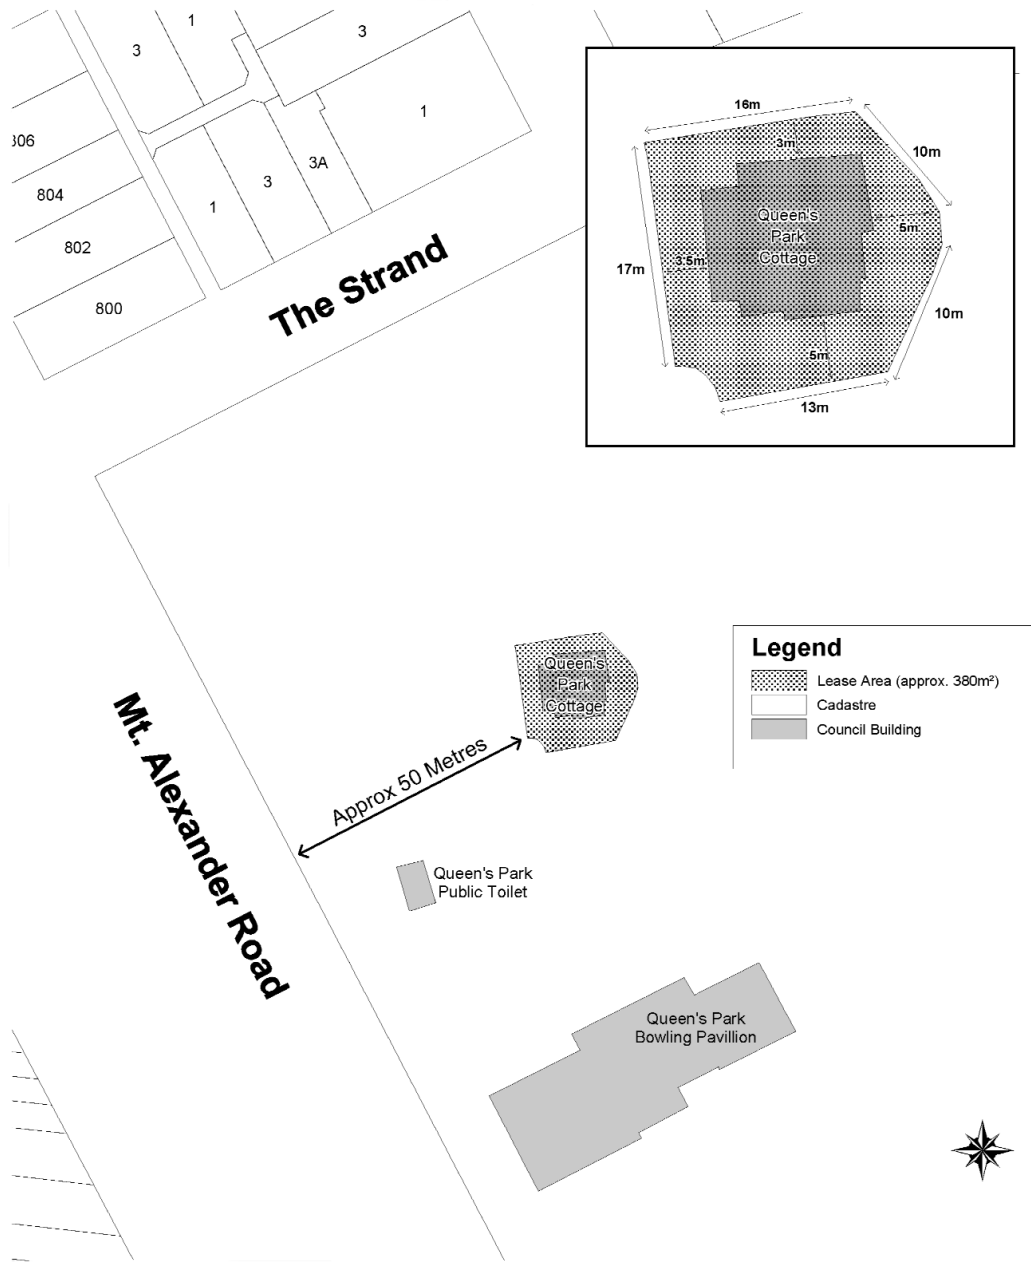 1
3
3
1
3A
3
1
306
804
802
800
The Strand
16m
3m
10m
Queen's
Park
Cottage
5m
3.5m
17m
10m
5m
13m
Queen's
Park
Cottage
Legend
Lease Area (approx. 380m²)
Cadastre
Council Building
Mt. Alexander Road
Approx 50 Metres
Queen's Park
Public Toilet
Queen's Park
Bowling Pavillion